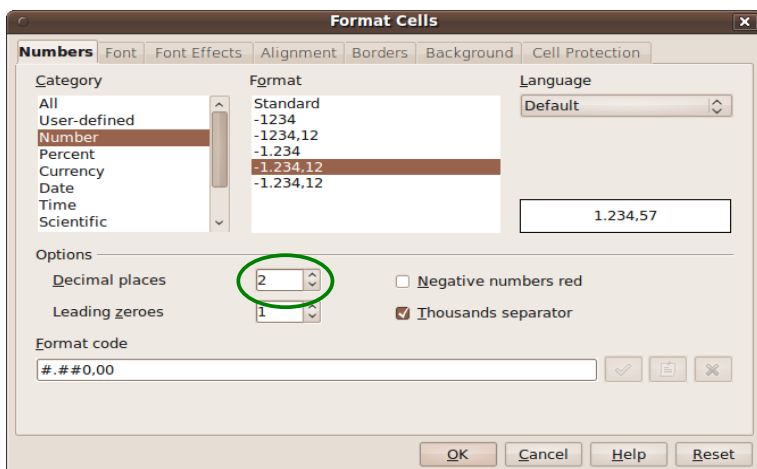 Format Cells
Numbers Font Font Effects Alignment Borders Background Cell Protection
Category
All
User-defined
Number
Percent
Currency
Date
Time
Scientific
Format
Standard
-1234
-1234,12
-1.234
-1.234,12
-1.234,12
Language
Default
1.234,57
Options
Decimal places 2
Negative numbers red
Leading zeroes 1
Thousands separator
Format code
#.##0,00
OK Cancel Help Reset